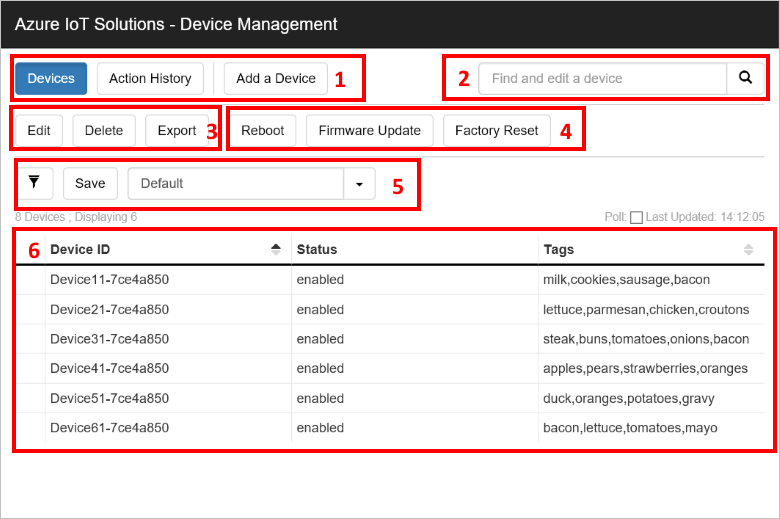 Azure IoT Solutions - Device Management
Devices Action History Add a Device 1 2 Find and edit a device
Edit Delete Export 3 Reboot Firmware Update Factory Reset 4
Save Default 5
8 Devices ; Displaying 6 Poll: Last Updated: 14:12:05
6 Device ID Status Tags
Device11-7ce4a850 enabled milk,cookies,sausage,bacon
Device21-7ce4a850 enabled lettuce,parmesan,chicken,croutons
Device31-7ce4a850 enabled steak,buns,tomatoes,onions,bacon
Device41-7ce4a850 enabled apples,pears,strawberries,oranges
Device51-7ce4a850 enabled duck,oranges,potatoes,gravy
Device61-7ce4a850 enabled bacon,lettuce,tomatoes,mayo